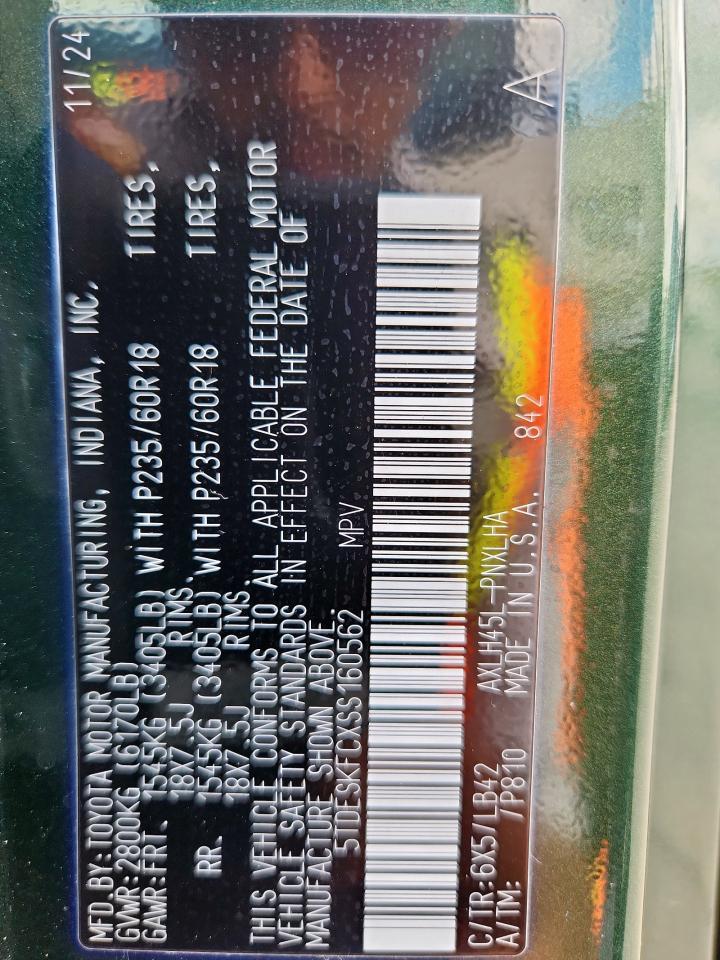 MFD.BY:TOYOTA MOTOR MANUFACTURING, INDIANA, INC. 11/24
GVWR:2800KG (6170LB)
GAWR:FRT. 1545KG (3405LB) WITH P235/60R18 TIRES,
18X7.5J RIMS.
RR. 1545KG (3405LB) WITH P235/60R18 TIRES,
18X7.5J RIMS.
THIS VEHICLE CONFORMS TO ALL APPLICABLE FEDERAL MOTOR
VEHICLE SAFETY STANDARDS IN EFFECT ON THE DATE OF
MANUFACTURE SHOWN ABOVE.
5TDESKFCXSS160562 MPV
C/TR:6X5/LB42 AXLH45L-PNXLHA
A/TM: /P810 MADE IN U.S.A. 842 A